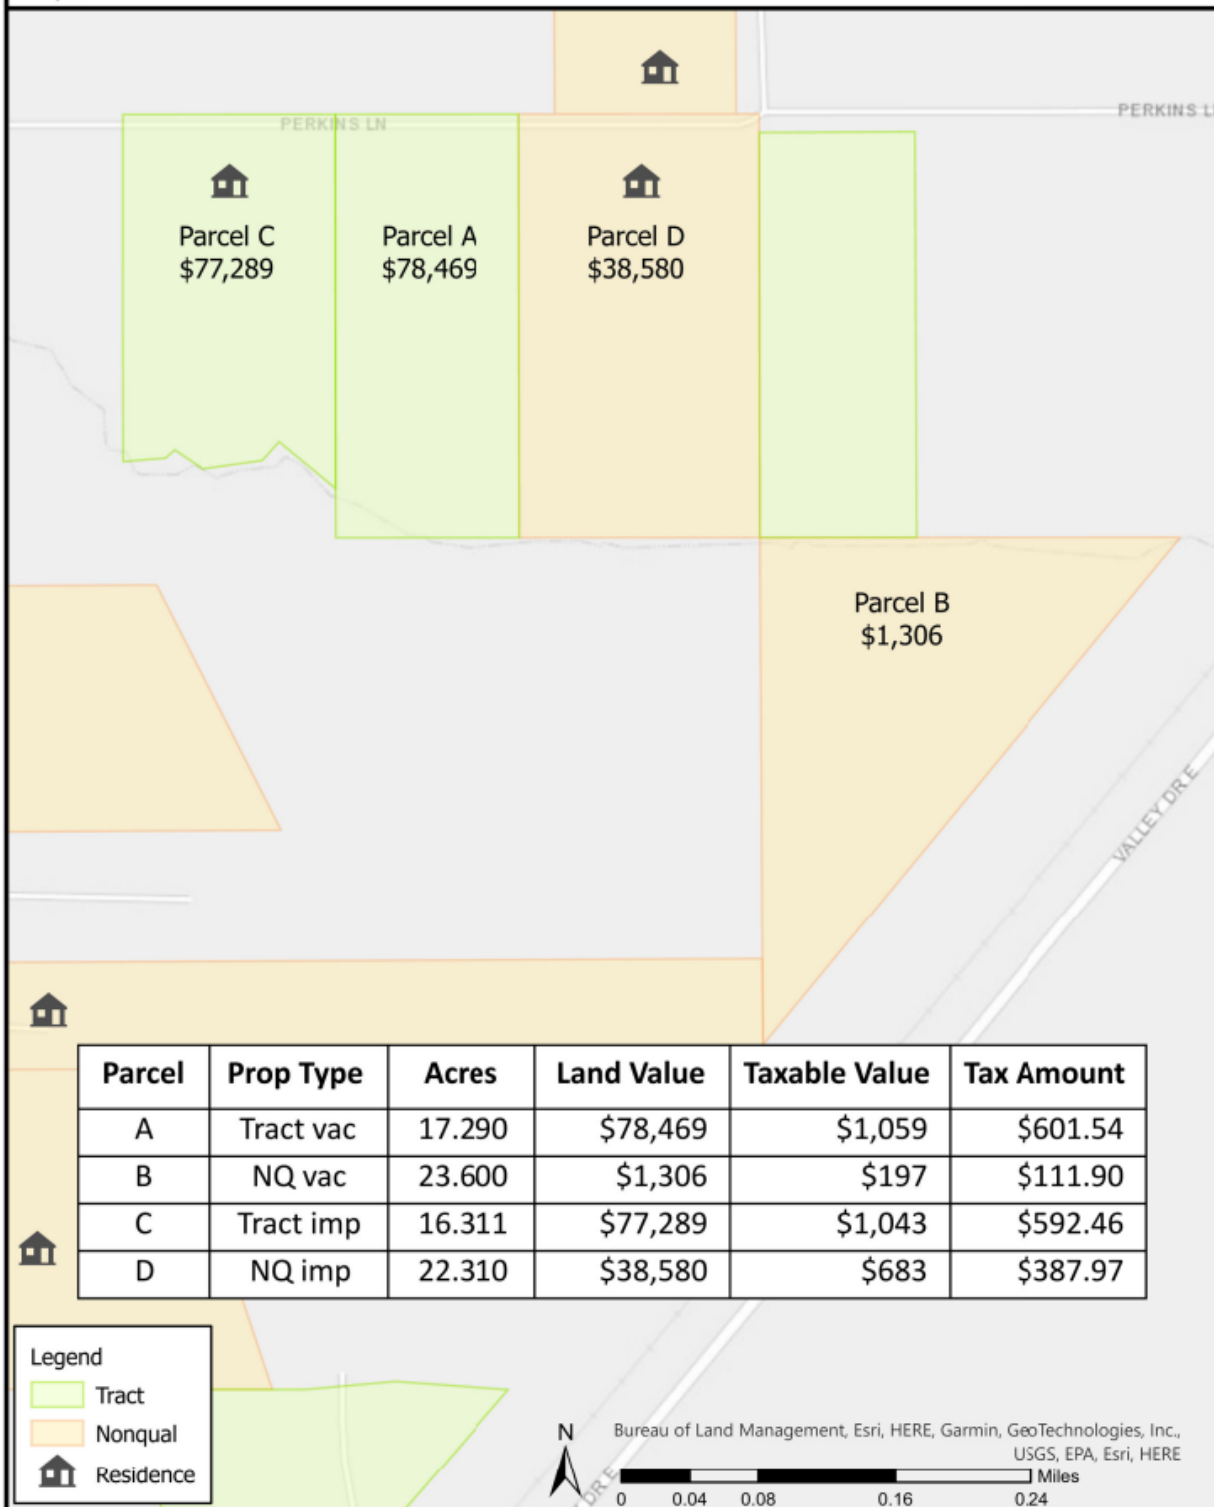 PERKINS LN
PERKINS L
Parcel C
$77,289
Parcel A
$78,469
Parcel D
$38,580
Parcel B
$1,306
VALLEY DR E
Parcel Prop Type Acres Land Value Taxable Value Tax Amount
A Tract vac 17.290 $78,469 $1,059 $601.54
B NQ vac 23.600 $1,306 $197 $111.90
C Tract imp 16.311 $77,289 $1,043 $592.46
D NQ imp 22.310 $38,580 $683 $387.97
Legend
Tract
Nonqual
Residence
N
DR E
Bureau of Land Management, Esri, HERE, Garmin, GeoTechnologies, Inc.,
USGS, EPA, Esri, HERE
Miles
0 0.04 0.08 0.16 0.24